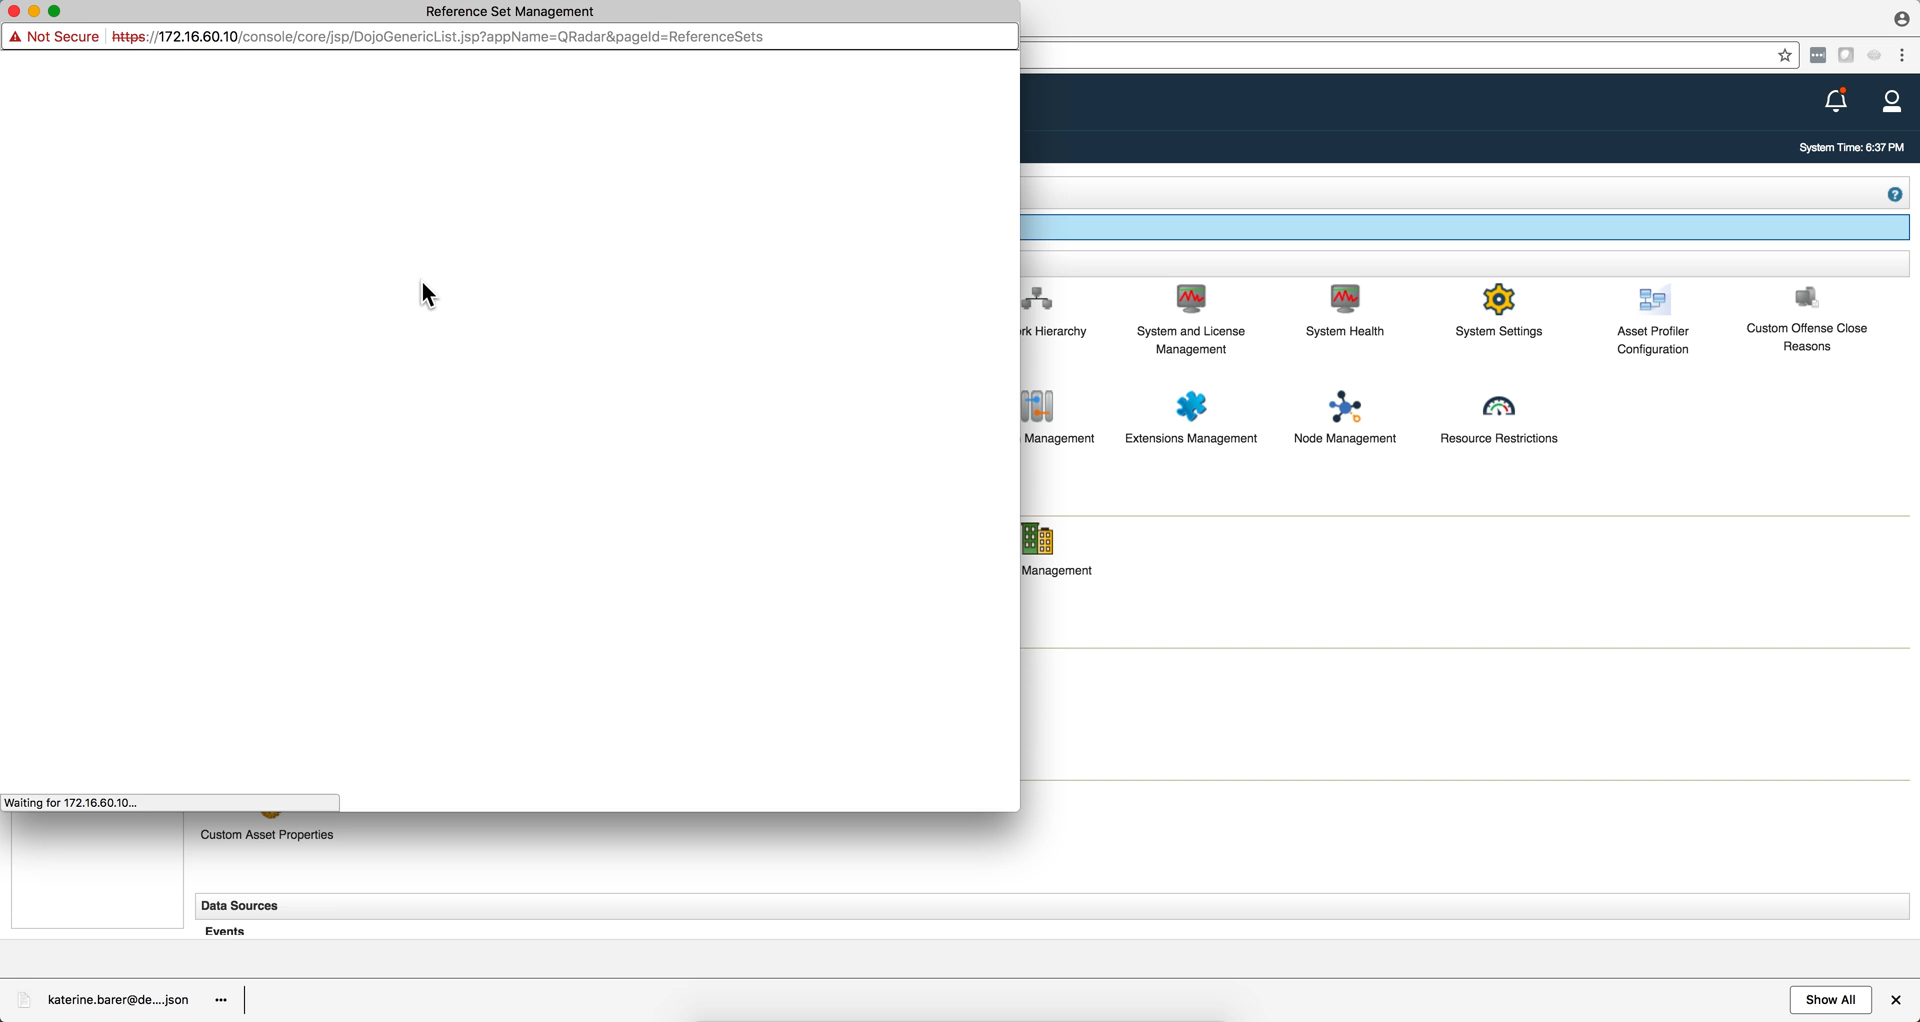 Reference Set Management
Not Secure https://172.16.60.10/console/core/jsp/DojoGenericList.jsp?appName=QRadar&pageId=ReferenceSets
System Time: 6:37 PM
?
rk Hierarchy
System and License
Management
System Health
System Settings
Asset Profiler
Configuration
Custom Offense Close
Reasons
Management
Extensions Management
Node Management
Resource Restrictions
Management
Waiting for 172.16.60.10...
Custom Asset Properties
Data Sources
Events
katerine.barer@de....json
Show All